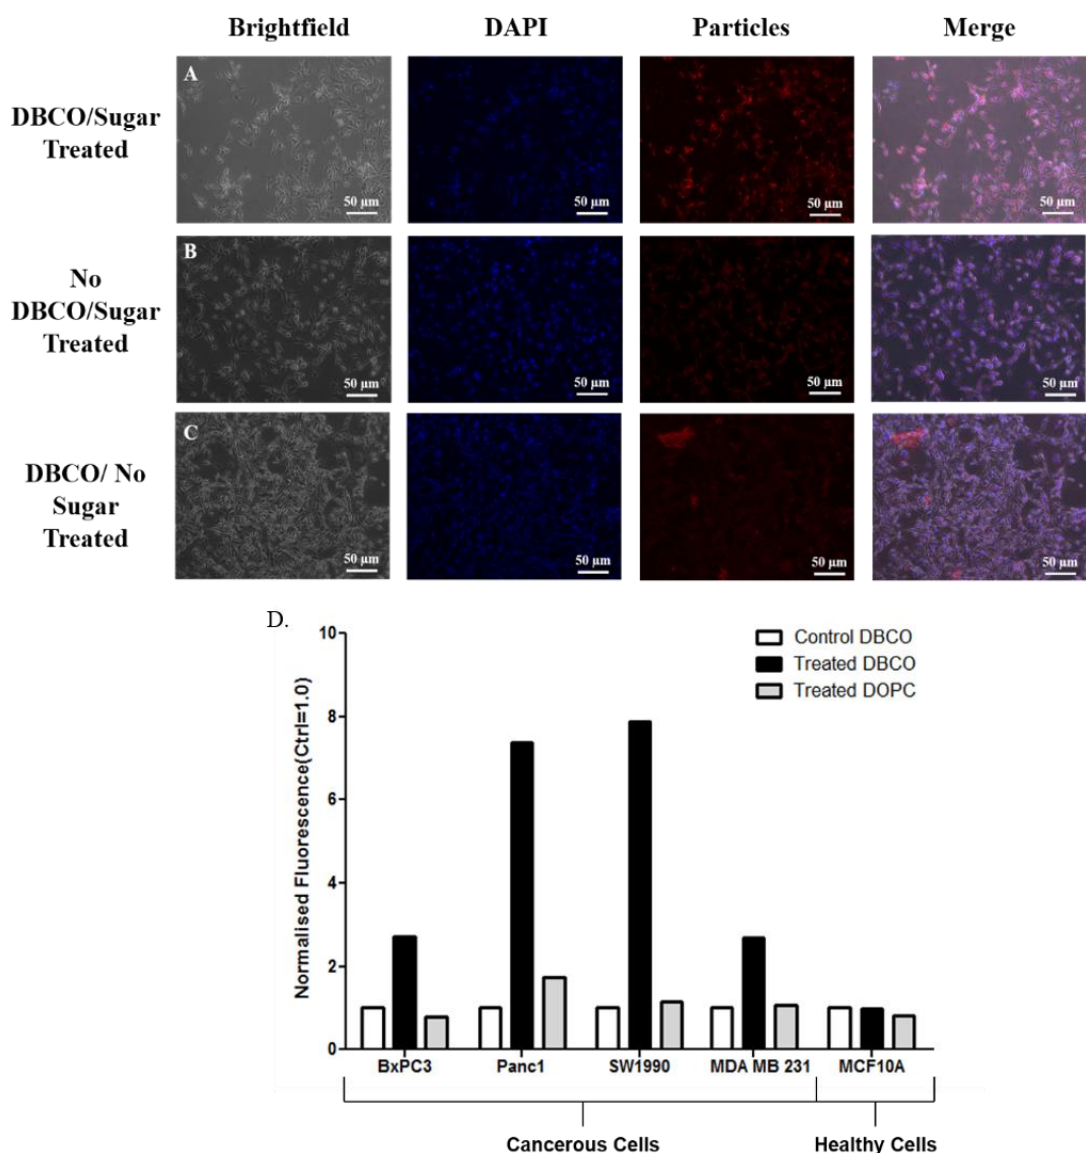 Brightfield DAPI Particles Merge
DBCO/Sugar
Treated
A
50 µm 50 µm 50 µm 50 µm
No
DBCO/Sugar
Treated
B
50 µm 50 µm 50 µm 50 µm
DBCO/ No
Sugar
Treated
C
50 µm 50 µm 50 µm 50 µm
D.
Control DBCO
Treated DBCO
Treated DOPC
Normalised Fluorescence(Ctrl=1.0)
10
8
6
4
2
0
BxPC3 Panc1 SW1990 MDA MB 231 MCF10A
Cancerous Cells Healthy Cells